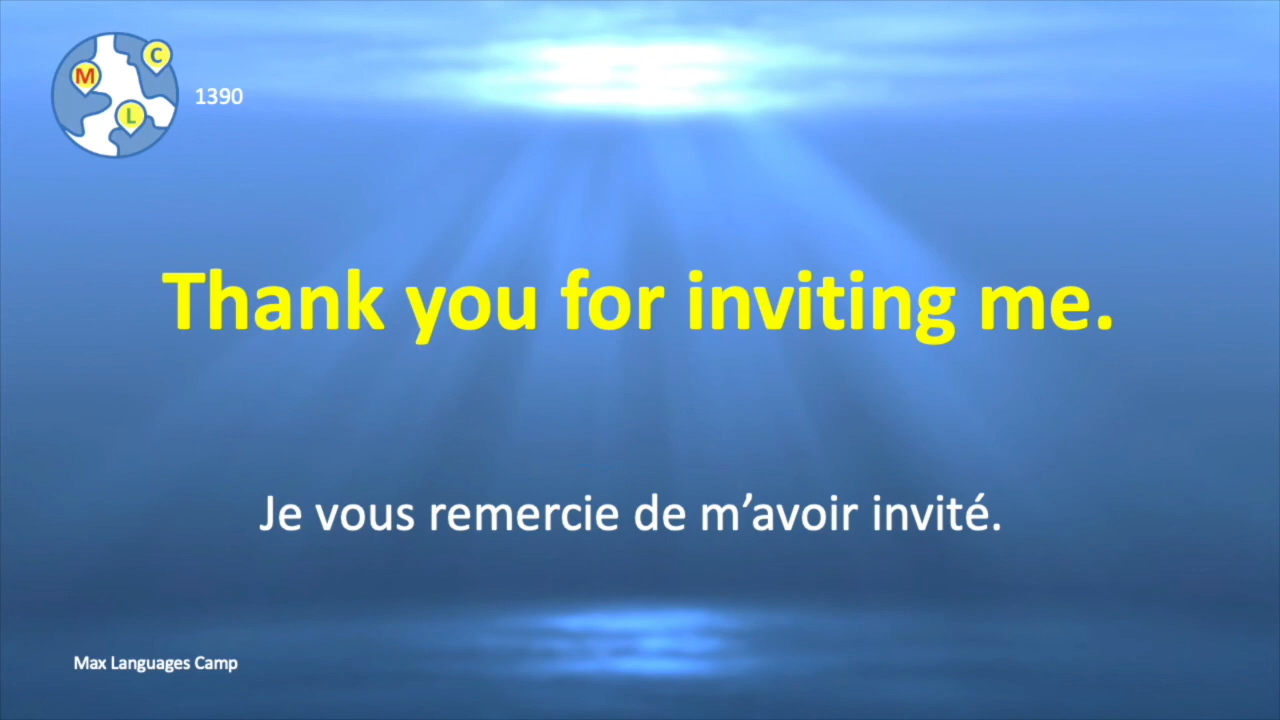 C
M
L
1390
Thank you for inviting me.
Je vous remercie de m’avoir invité.
Max Languages Camp